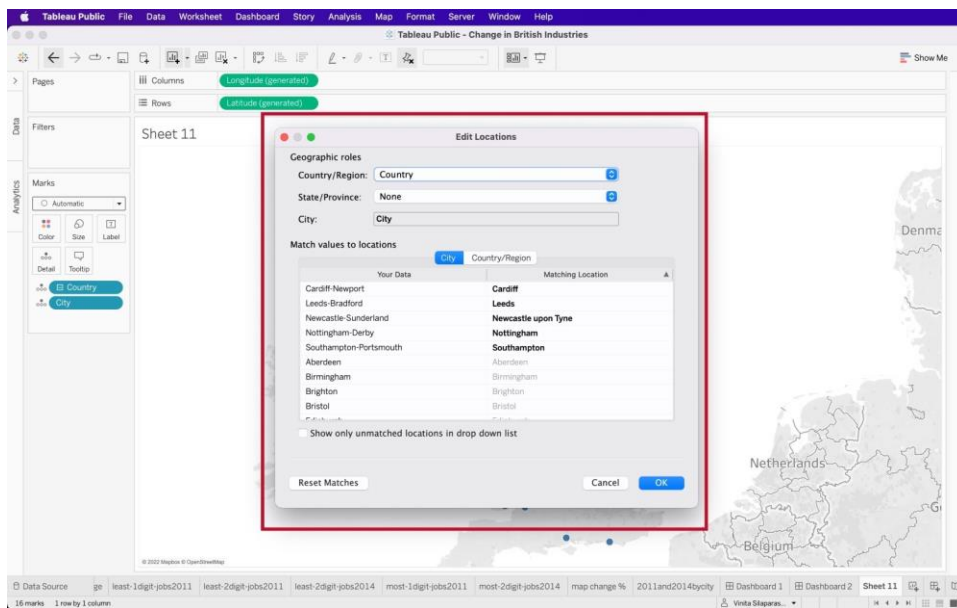 Tableau Public File Data Worksheet Dashboard Story Analysis Map Format Server Window Help
Tableau Public - Change in British Industries
Show Me
Pages
Columns
Longitude (generated)
Rows
Latitude (generated)
Data
Analytics
Filters
Sheet 11
Marks
Automatic
Color Size Label
Detail Tooltip
Country
City
Edit Locations
Geographic roles
Country/Region: Country
State/Province: None
City: City
Match values to locations
City Country/Region
Your Data Matching Location
Cardiff-Newport Cardiff
Leeds-Bradford Leeds
Newcastle-Sunderland Newcastle upon Tyne
Nottingham-Derby Nottingham
Southampton-Portsmouth Southampton
Aberdeen Aberdeen
Birmingham Birmingham
Brighton Brighton
Bristol Bristol
Show only unmatched locations in drop down list
Reset Matches Cancel OK
Denma
Netherlands
Belgium
G
© 2022 Mapbox © OpenStreetMap
Data Source ge least-1digit-jobs2011 least-2digit-jobs2011 least-2digit-jobs2014 most-1digit-jobs2011 most-2digit-jobs2014 map change % 2011and2014bycity Dashboard 1 Dashboard 2 Sheet 11
16 marks 1 row by 1 column Vinita Silaparas...